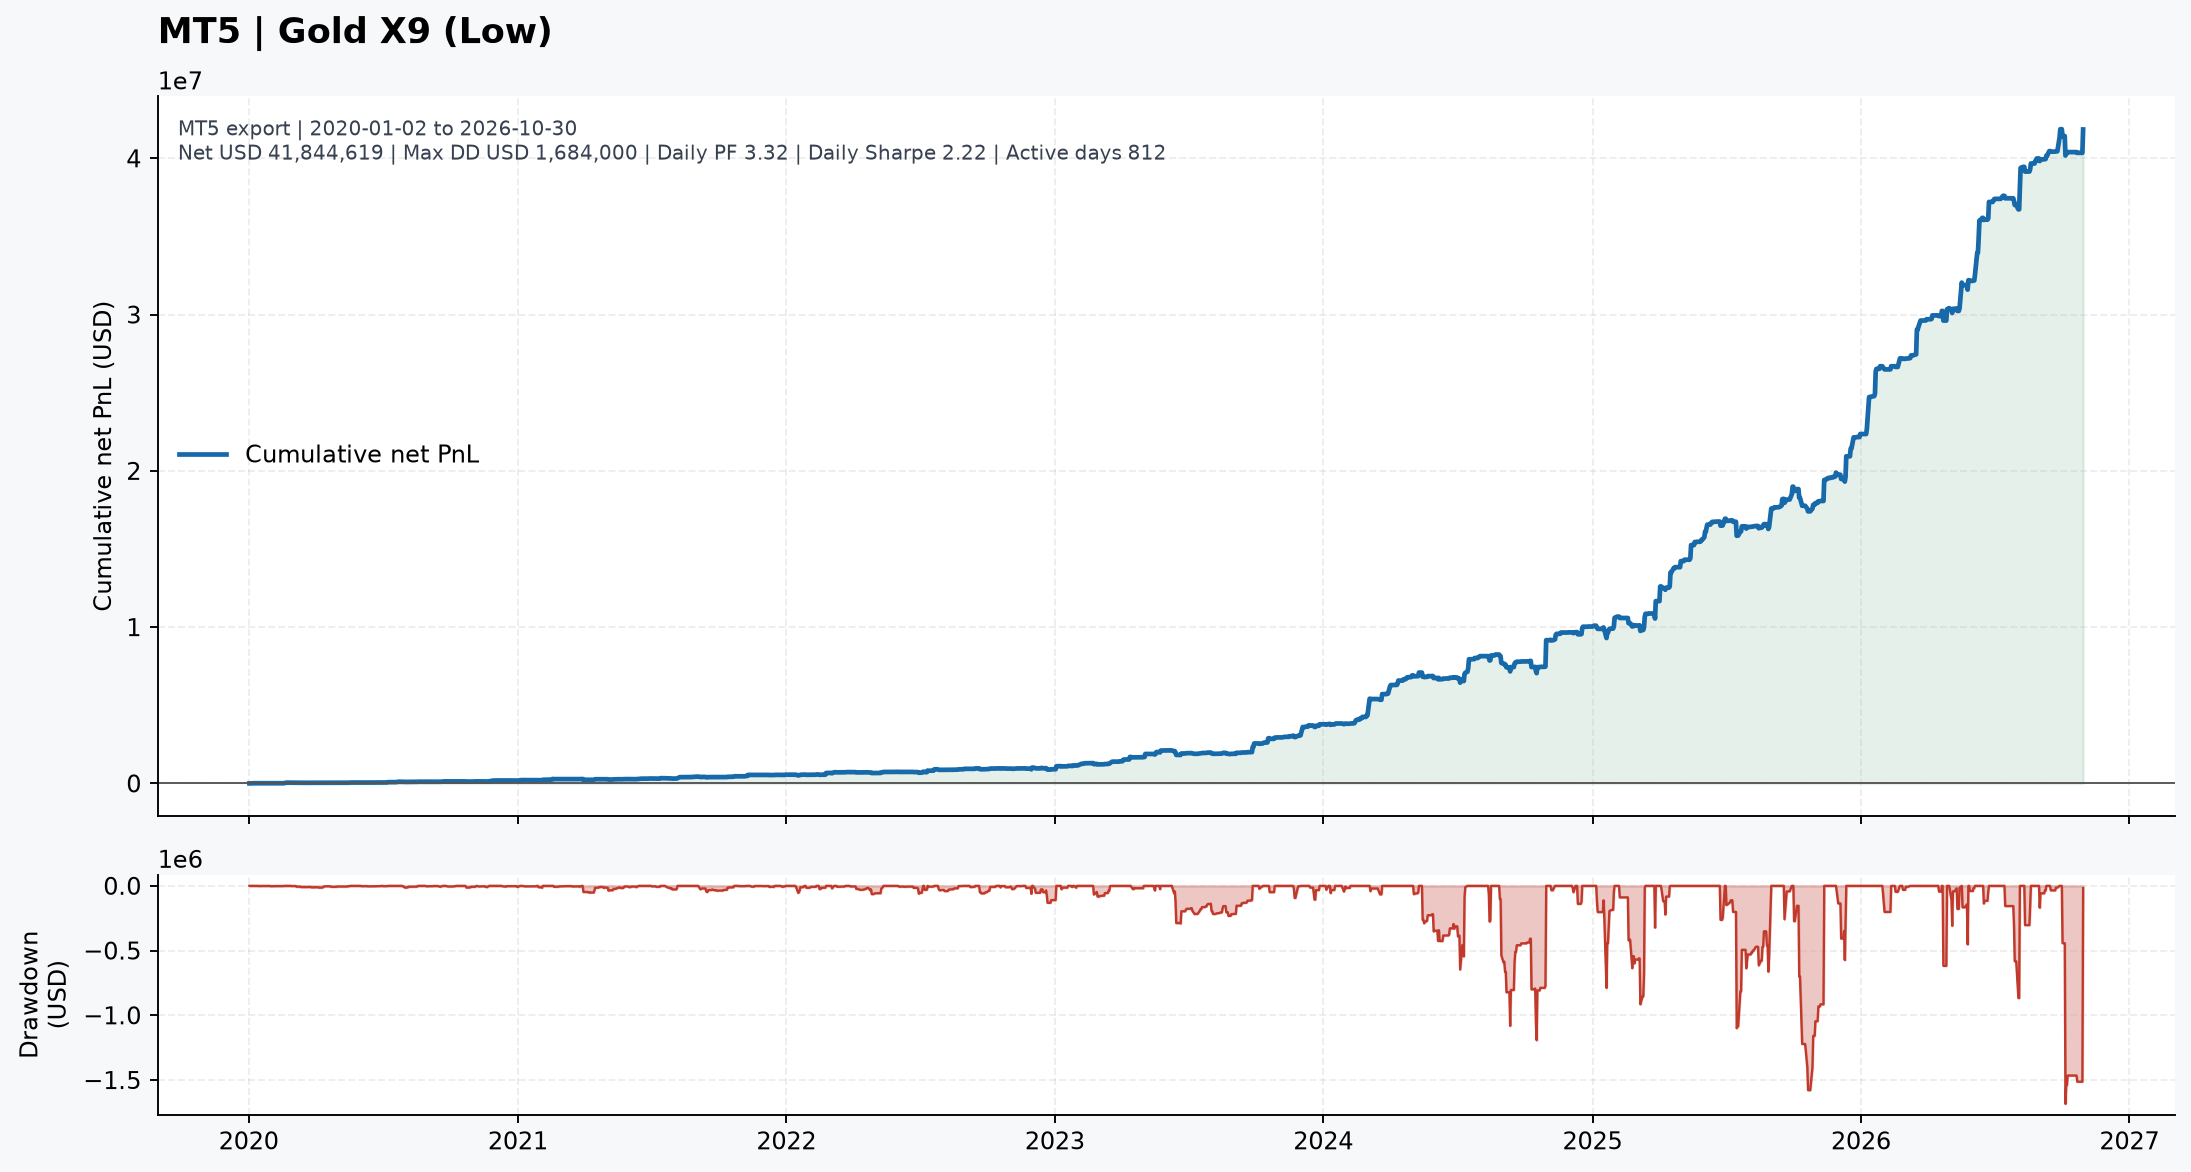 MT5 | Gold X9 (Low)
1e7
MT5 export | 2020-01-02 to 2026-10-30
Net USD 41,844,619 | Max DD USD 1,684,000 | Daily PF 3.32 | Daily Sharpe 2.22 | Active days 812
4
3
2
1
0
Cumulative net PnL (USD)
Cumulative net PnL
1e6
0.0
−0.5
−1.0
−1.5
Drawdown
(USD)
2020 2021 2022 2023 2024 2025 2026 2027